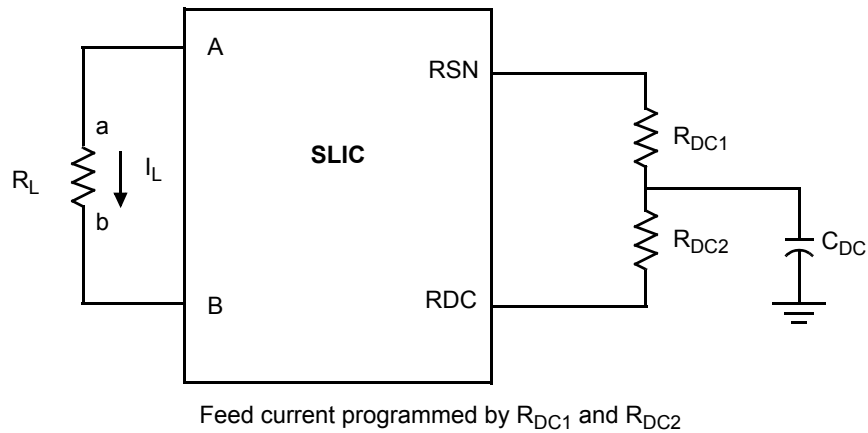 A
RSN
a
R_DC1
SLIC
R_L
I_L
b
R_DC2
C_DC
B
RDC
Feed current programmed by R_DC1 and R_DC2